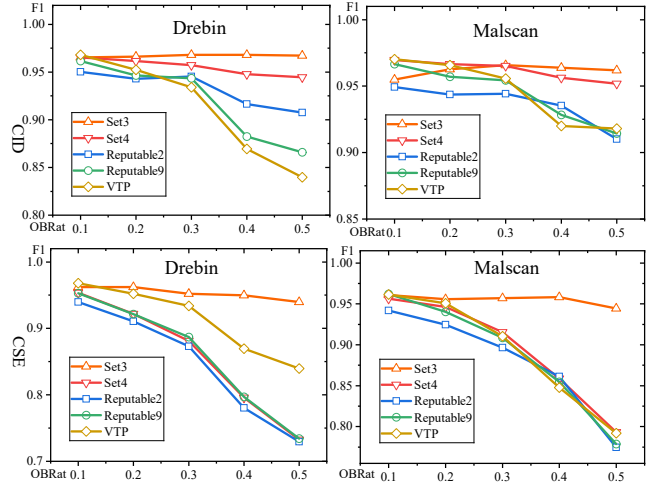 F1
Drebin
1.00
0.95
0.90
0.85
0.80
CID
Set3
Set4
Reputable2
Reputable9
VTP
OBRat 0.1 0.2 0.3 0.4 0.5
F1
Malscan
1.00
0.95
0.90
0.85
Set3
Set4
Reputable2
Reputable9
VTP
OBRat 0.1 0.2 0.3 0.4 0.5
F1
Drebin
1.0
0.9
0.8
0.7
CSE
Set3
Set4
Reputable2
Reputable9
VTP
OBRat 0.1 0.2 0.3 0.4 0.5
F1
Malscan
1.00
0.95
0.90
0.85
0.80
Set3
Set4
Reputable2
Reputable9
VTP
OBRat 0.1 0.2 0.3 0.4 0.5